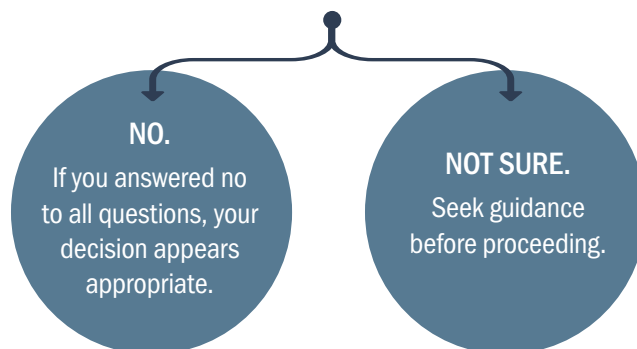 NO.
If you answered no
to all questions, your
decision appears
appropriate.
NOT SURE.
Seek guidance
before proceeding.